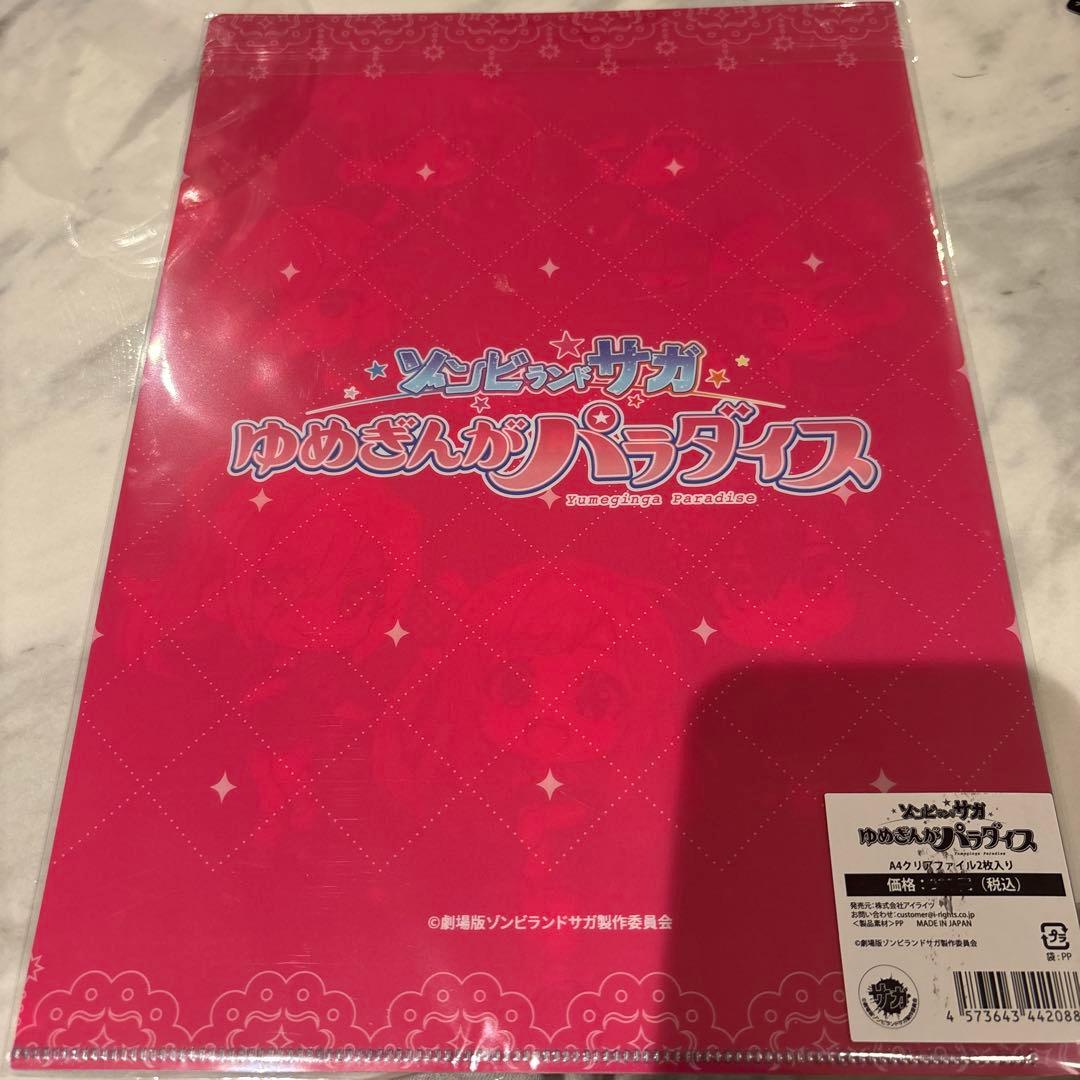 ゾンビランドサガ
ゆめぎんがパラダイス
Yumeginga Paradise
©劇場版ゾンビランドサガ製作委員会
ゾンビランドサガ
ゆめぎんがパラダイス
Yumeginga Paradise
A4クリアファイル2枚入り
価格: (税込)
発売元:株式会社アイライツ
お問い合わせ:customer@i-rights.co.jp
<製品素材>PP MADE IN JAPAN
©劇場版ゾンビランドサガ製作委員会
プラ
袋:PP
4 573643 442088